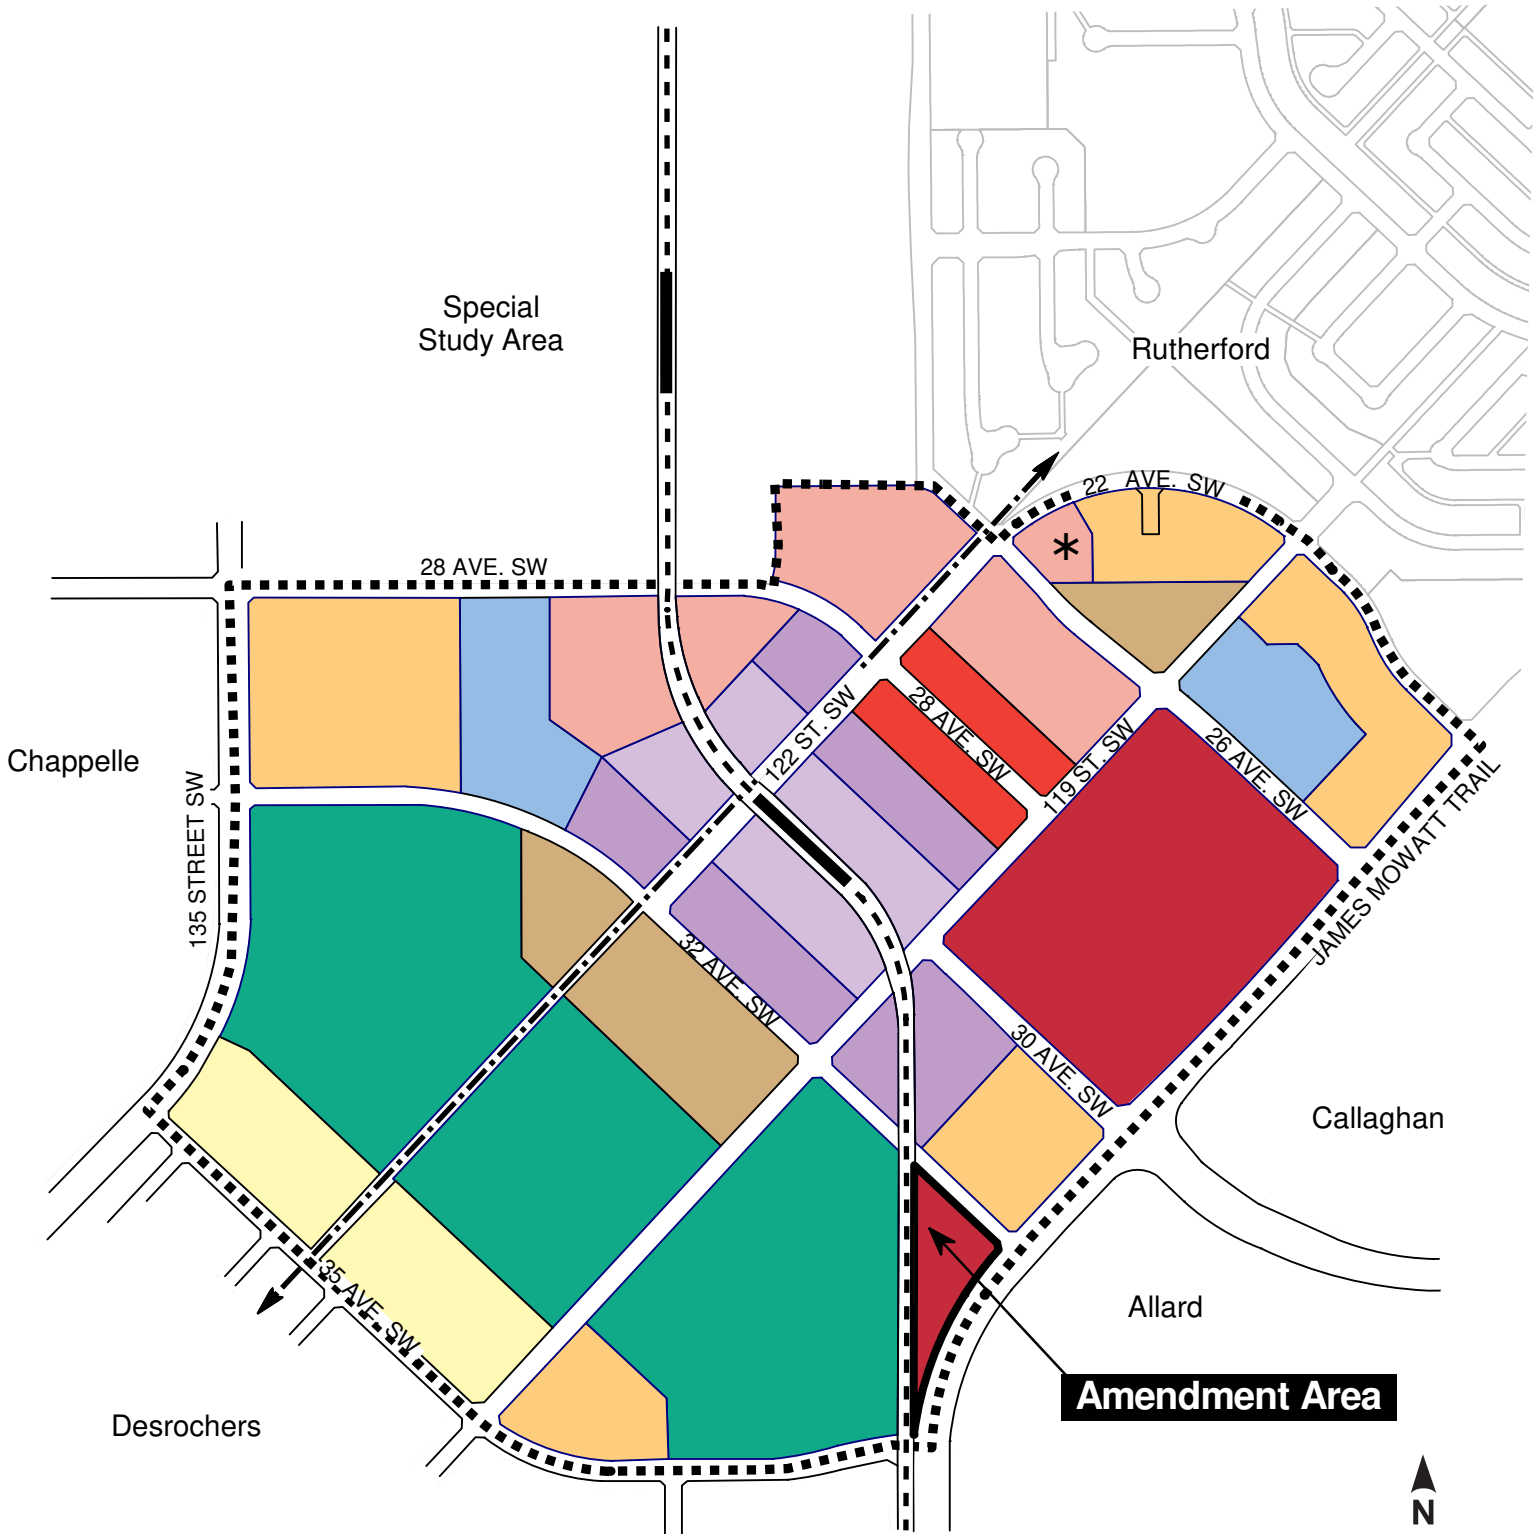 Special
Study Area
Rutherford
22 AVE. SW
*
28 AVE. SW
122 ST. SW
28 AVE. SW
119 ST. SW
26 AVE. SW
Chappelle
135 STREET SW
JAMES MOWATT TRAIL
32 AVE. SW
30 AVE. SW
Callaghan
35 AVE. SW
Allard
Amendment Area
Desrochers
N